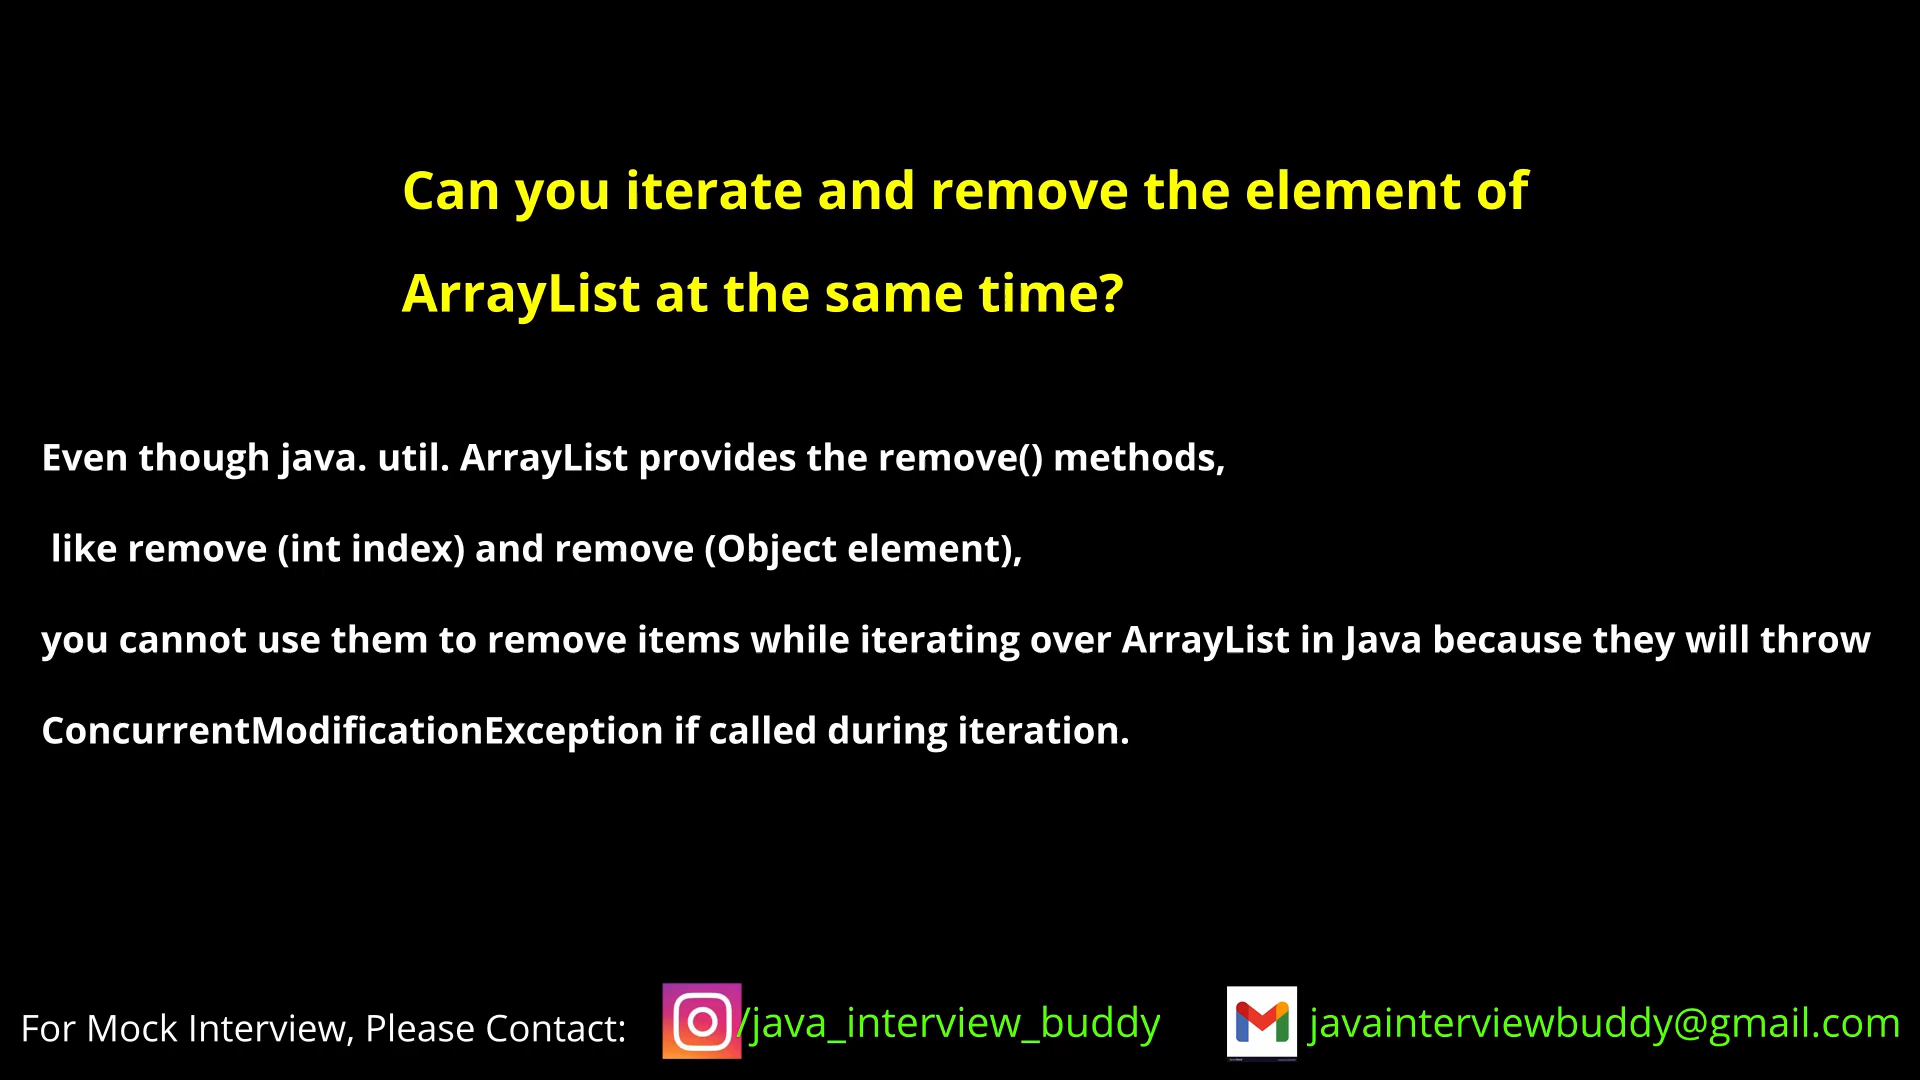 Can you iterate and remove the element of
ArrayList at the same time?
Even though java. util. ArrayList provides the remove() methods,
like remove (int index) and remove (Object element),
you cannot use them to remove items while iterating over ArrayList in Java because they will throw
ConcurrentModificationException if called during iteration.
For Mock Interview, Please Contact: /java_interview_buddy javainterviewbuddy@gmail.com